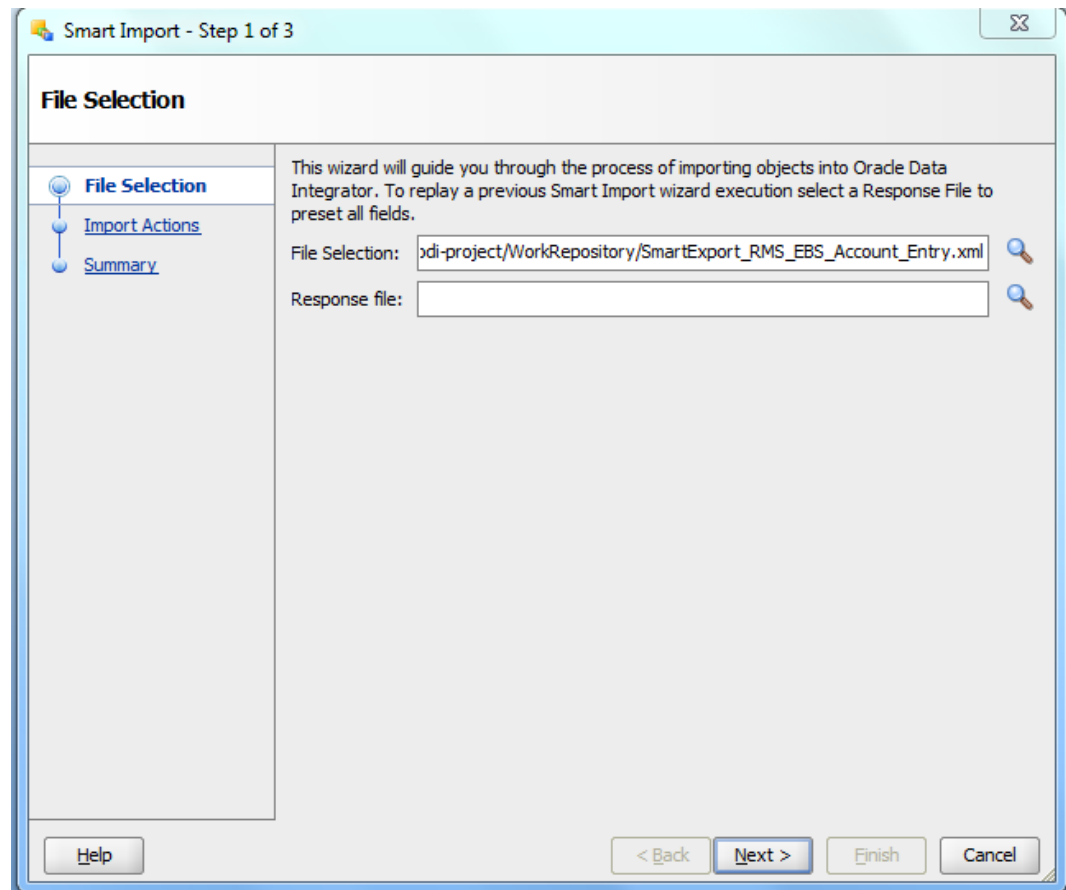 Smart Import - Step 1 of 3
File Selection
File Selection
Import Actions
Summary
This wizard will guide you through the process of importing objects into Oracle Data
Integrator. To replay a previous Smart Import wizard execution select a Response File to
preset all fields.
File Selection: odi-project/WorkRepository/SmartExport_RMS_EBS_Account_Entry.xml
Response file:
Help
< Back
Next >
Finish
Cancel